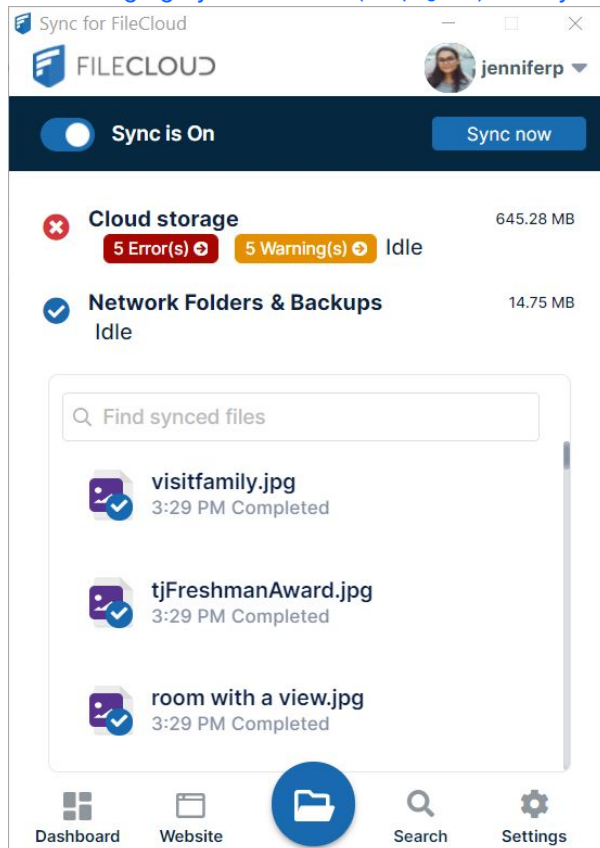 Sync for FileCloud
FILECLOUD
jenniferp
Sync is On
Sync now
Cloud storage
645.28 MB
5 Error(s)
5 Warning(s)
Idle
Network Folders & Backups
14.75 MB
Idle
Find synced files
visitfamily.jpg
3:29 PM Completed
tjFreshmanAward.jpg
3:29 PM Completed
room with a view.jpg
3:29 PM Completed
Dashboard
Website
Search
Settings